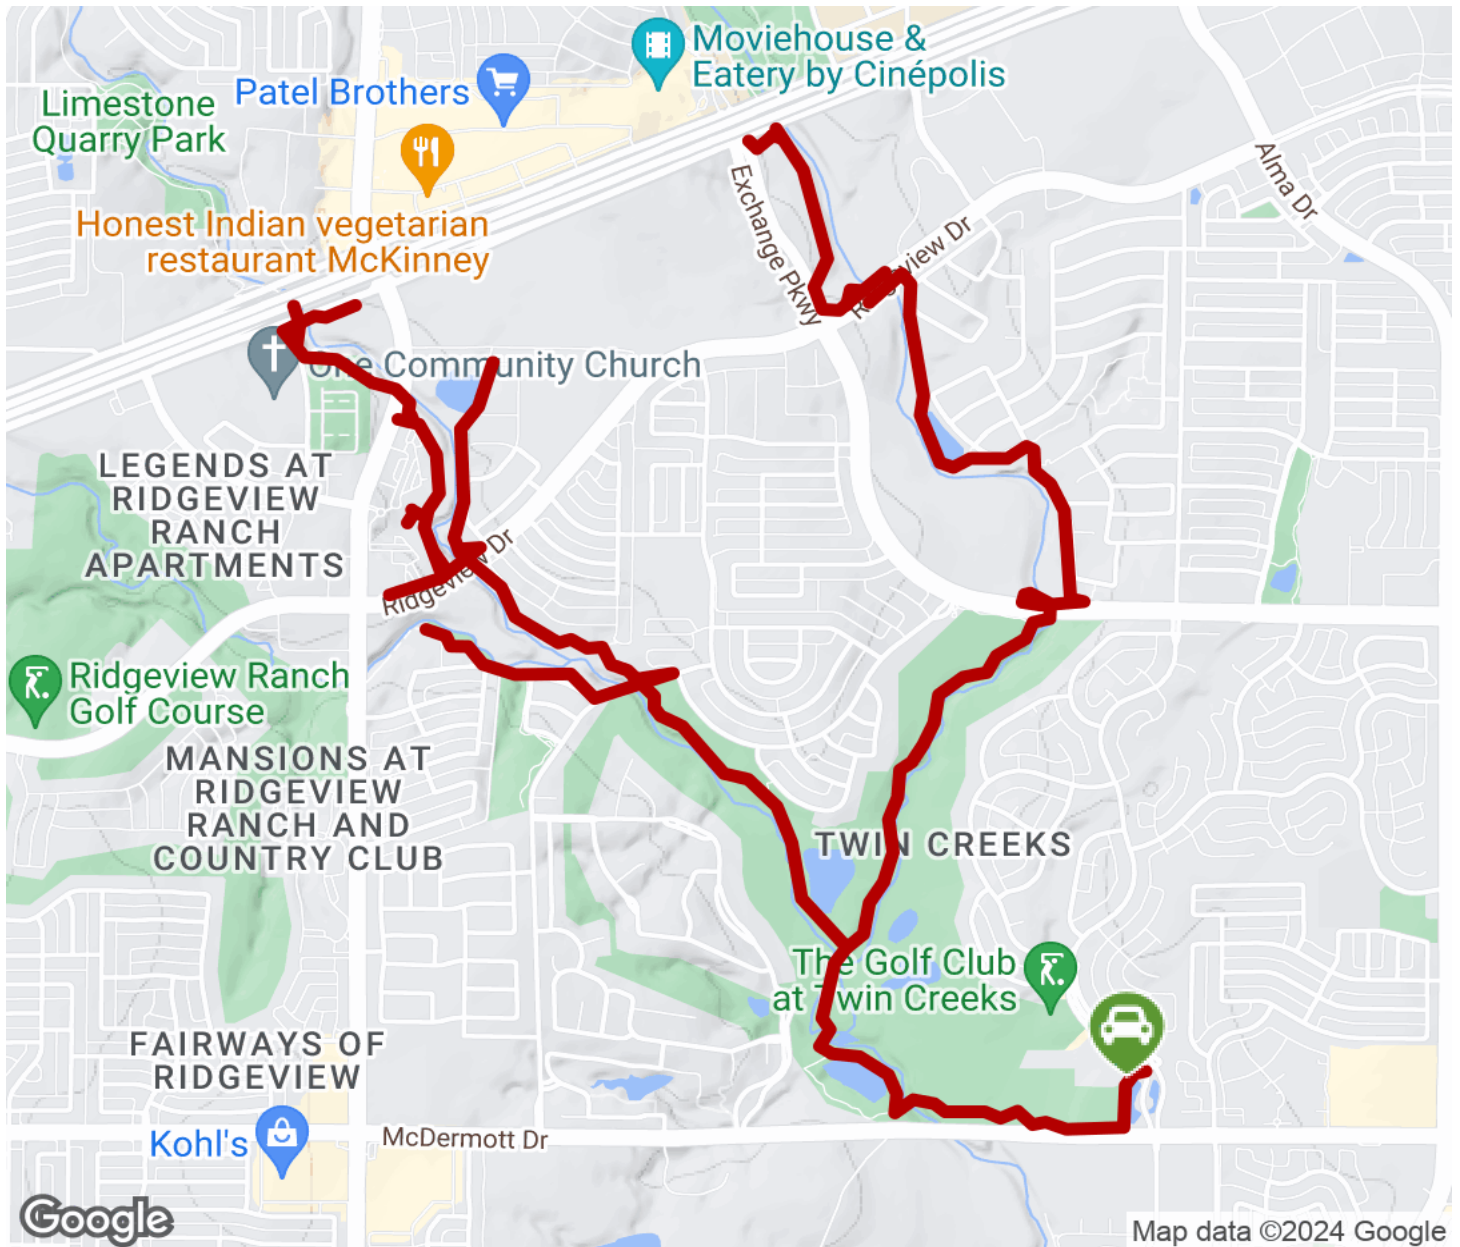 Moviehouse &
Eatery by Cinépolis
Patel Brothers
Limestone
Quarry Park
Honest Indian vegetarian
restaurant McKinney
Exchange Pkwy
Alma Dr
Ridgeview Dr
One Community Church
LEGENDS AT
RIDGEVIEW
RANCH
APARTMENTS
Ridgeview Dr
Ridgeview Ranch
Golf Course
MANSIONS AT
RIDGEVIEW
RANCH AND
COUNTRY CLUB
TWIN CREEKS
The Golf Club
at Twin Creeks
FAIRWAYS OF
RIDGEVIEW
Kohl's
McDermott Dr
Google
Map data ©2024 Google